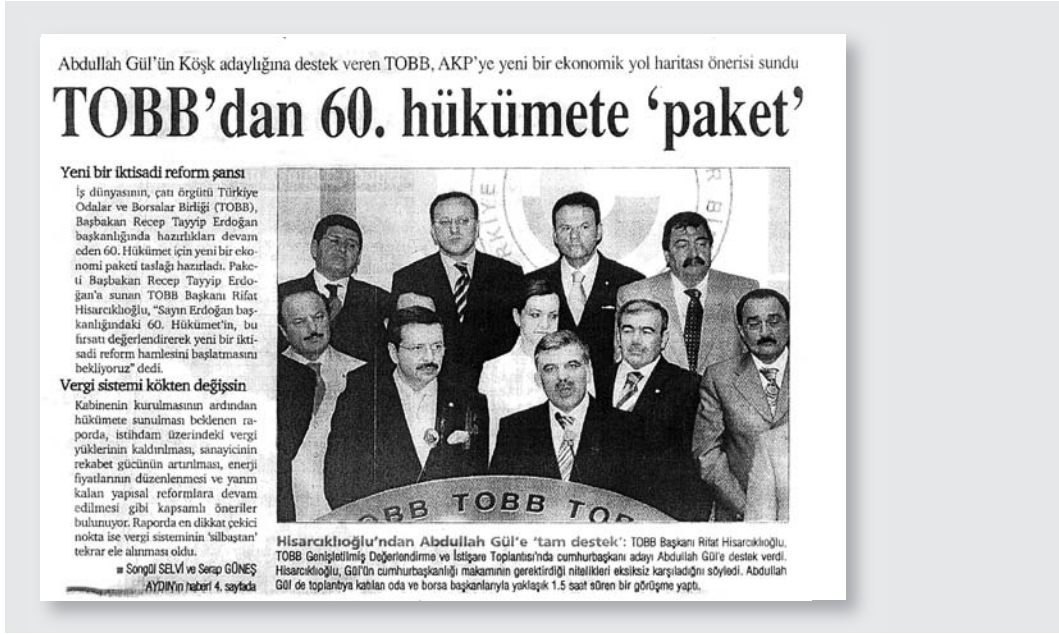 Abdullah Gül'ün Köşk adaylığına destek veren TOBB, AKP'ye yeni bir ekonomik yol haritası önerisi sundu
TOBB'dan 60. hükümete ‘paket’
Yeni bir iktisadi reform şansı
İş dünyasının, çatı örgütü Türkiye
Odalar ve Borsalar Birliği (TOBB),
Başbakan Recep Tayyip Erdoğan
başkanlığında hazırlıkları devam
eden 60. Hükümet için yeni bir eko-
nomi paketi taslağı hazırladı. Pake-
ti Başbakan Recep Tayyip Erdo-
ğan'a sunan TOBB Başkanı Rifat
Hisarcıklıoğlu, “Sayın Erdoğan baş-
kanlığındaki 60. Hükümet'in, bu
fırsatı değerlendirerek yeni bir ikti-
sadi reform hamlesini başlatmasını
bekliyoruz” dedi.
Vergi sistemi kökten değişsin
Kabinenin kurulmasının ardından
hükümete sunulması beklenen ra-
porda, istihdam üzerindeki vergi
yüklerinin kaldırılması, sanayicinin
rekabet gücünün artırılması, enerji
fiyatlarının düzenlenmesi ve yarım
kalan yapısal reformlara devam
edilmesi gibi kapsamlı öneriler
bulunuyor. Raporda en dikkat çekici
nokta ise vergi sisteminin ‘silbaştan’
tekrar ele alınması oldu.
■ Songül SELVİ ve Serap GÜNEŞ
AYDIN'ın haberi 4. sayfada
RKİYE
R Bİ
OBB TOBB TO
Hisarcıklıoğlu'ndan Abdullah Gül'e ‘tam destek’: TOBB Başkanı Rifat Hisarcıklıoğlu,
TOBB Genişletilmiş Değerlendirme ve İstişare Toplantısı'nda cumhurbaşkanı adayı Abdullah Gül'e destek verdi.
Hisarcıklıoğlu, Gül'ün cumhurbaşkanlığı makamının gerektirdiği nitelikleri eksiksiz karşıladığını söyledi. Abdullah
Gül de toplantıya katılan oda ve borsa başkanlarıyla yaklaşık 1.5 saat süren bir görüşme yaptı.